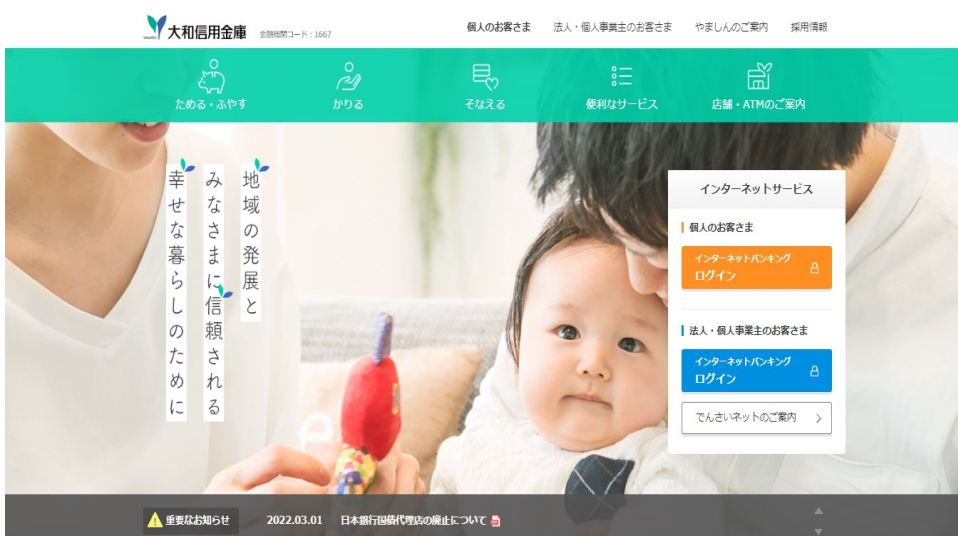 大和信用金庫
金融機関コード：1667
個人のお客さま
法人・個人事業主のお客さま
やましんのご案内
採用情報
ためる・ふやす
かりる
そなえる
便利なサービス
店舗・ATMのご案内
地域の発展と
みなさまに信頼される
幸せな暮らしのために
インターネットサービス
個人のお客さま
インターネットバンキング
ログイン
法人・個人事業主のお客さま
インターネットバンキング
ログイン
でんさいネットのご案内
重要なお知らせ
2022.03.01 日本銀行国債代理店の廃止について